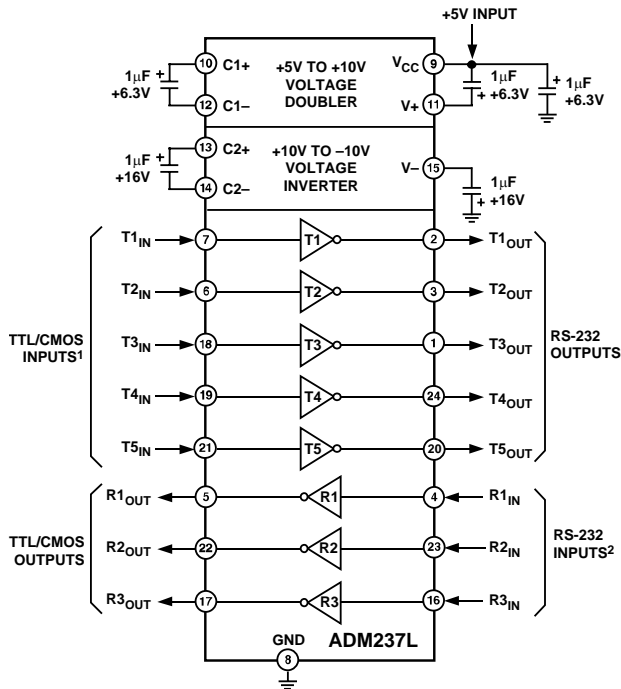 +5V INPUT
10 C1+ +5V TO +10V VCC 9
1µF + +6.3V
VOLTAGE
DOUBLER
1µF + +6.3V
+ 1µF +6.3V
12 C1– V+ 11
13 C2+ +10V TO –10V
1µF + +16V
VOLTAGE
INVERTER
V– 15
14 C2–
1µF + +16V
T1IN 7 T1 2 T1OUT
T2IN 6 T2 3 T2OUT
TTL/CMOS
INPUTS1
T3IN 18 T3 1 T3OUT
RS-232
OUTPUTS
T4IN 19 T4 24 T4OUT
T5IN 21 T5 20 T5OUT
R1OUT 5 R1 4 R1IN
TTL/CMOS
OUTPUTS
R2OUT 22 R2 23 R2IN
RS-232
INPUTS2
R3OUT 17 R3 16 R3IN
GND ADM237L
8